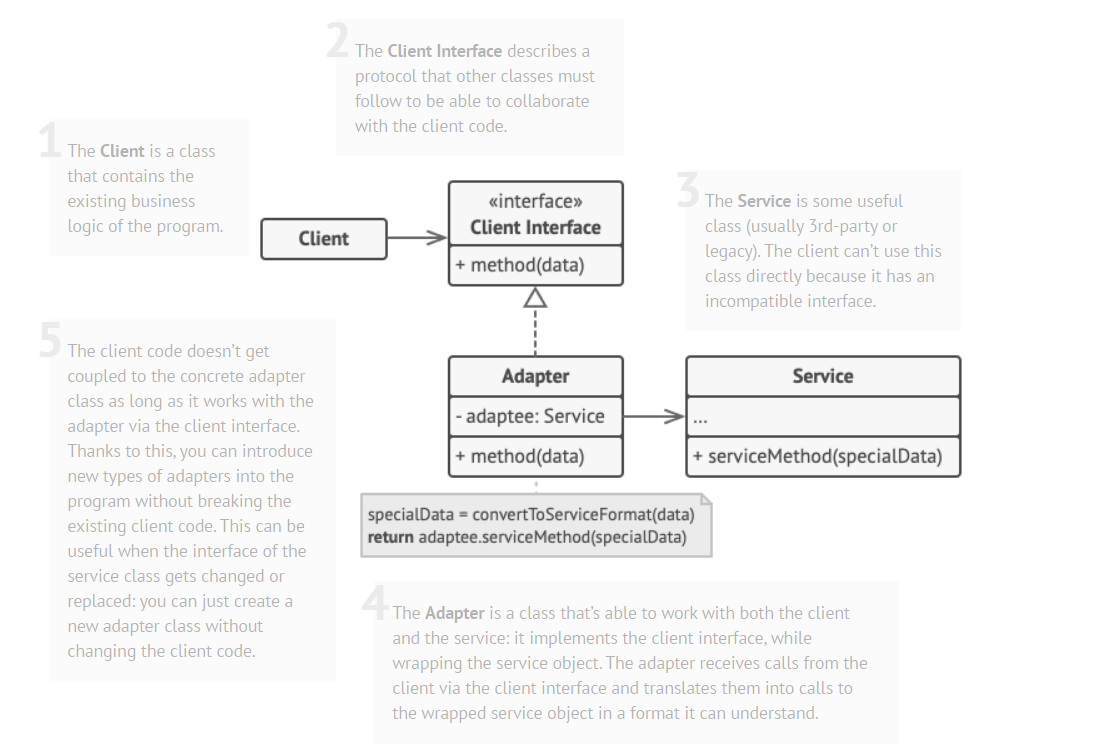 1
The Client is a class
that contains the
existing business
logic of the program.
2
The Client Interface describes a
protocol that other classes must
follow to be able to collaborate
with the client code.
Client
«interface»
Client Interface
+ method(data)
3
The Service is some useful
class (usually 3rd-party or
legacy). The client can’t use this
class directly because it has an
incompatible interface.
Adapter
- adaptee: Service
+ method(data)
Service
...
+ serviceMethod(specialData)
specialData = convertToServiceFormat(data)
return adaptee.serviceMethod(specialData)
4
The Adapter is a class that’s able to work with both the client
and the service: it implements the client interface, while
wrapping the service object. The adapter receives calls from the
client via the client interface and translates them into calls to
the wrapped service object in a format it can understand.
5
The client code doesn’t get
coupled to the concrete adapter
class as long as it works with the
adapter via the client interface.
Thanks to this, you can introduce
new types of adapters into the
program without breaking the
existing client code. This can be
useful when the interface of the
service class gets changed or
replaced: you can just create a
new adapter class without
changing the client code.